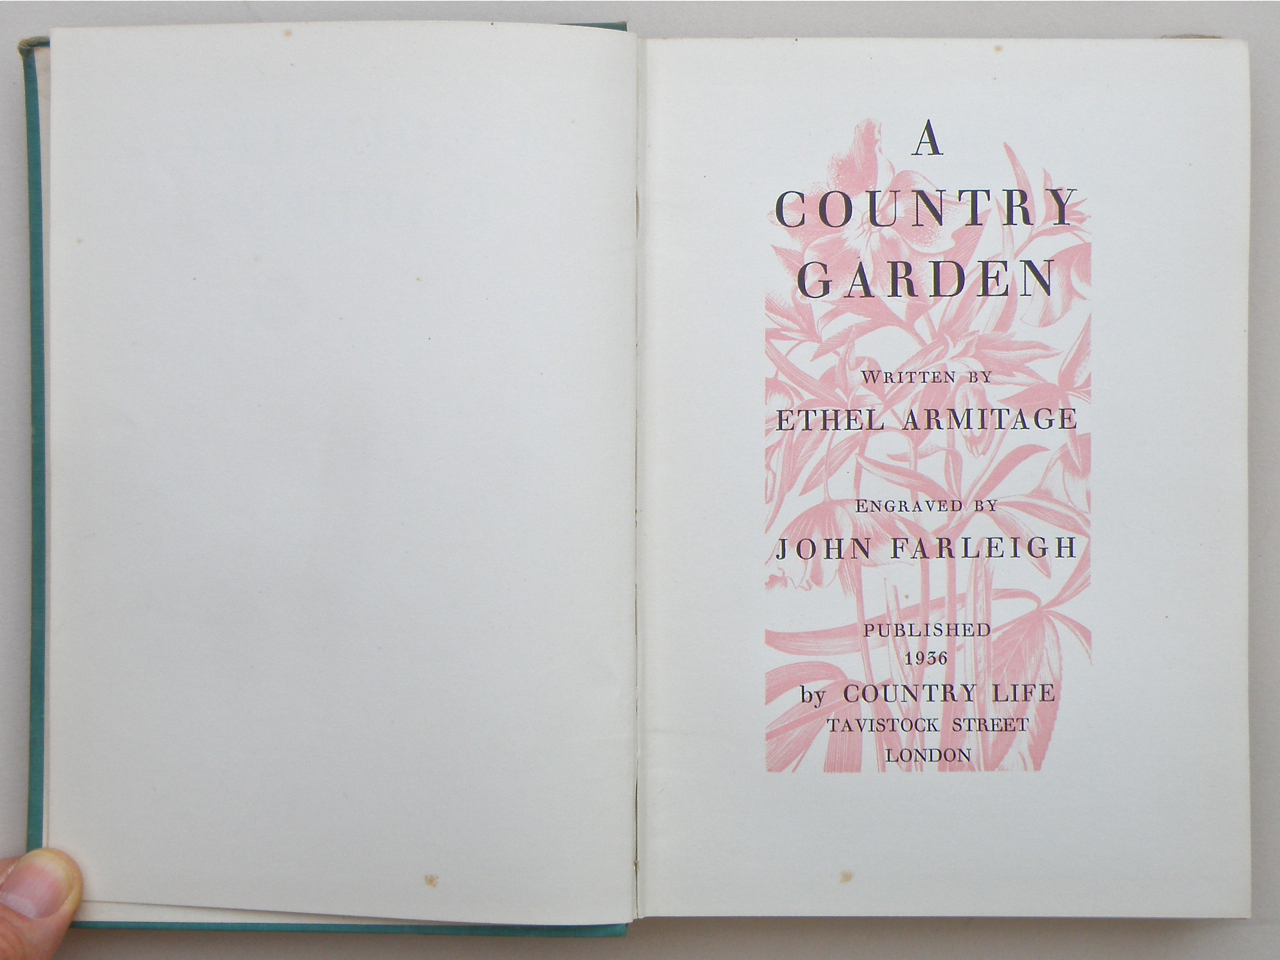 A
COUNTRY
GARDEN
WRITTEN BY
ETHEL ARMITAGE
ENGRAVED BY
JOHN FARLEIGH
PUBLISHED
1936
by COUNTRY LIFE
TAVISTOCK STREET
LONDON